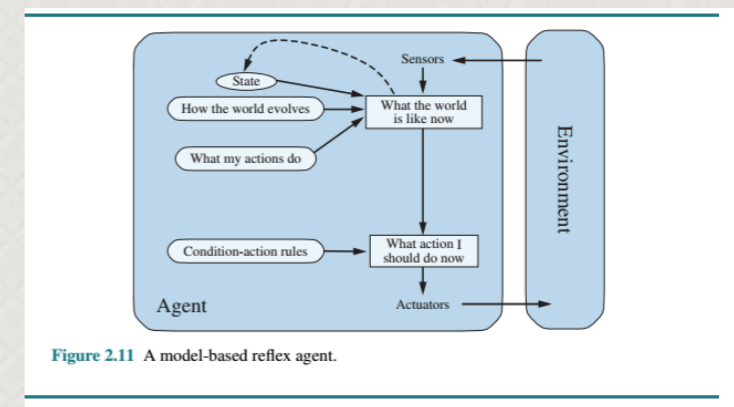 Sensors
State
How the world evolves
What the world
is like now
What my actions do
Environment
Condition-action rules
What action I
should do now
Agent
Actuators
Figure 2.11 A model-based reflex agent.